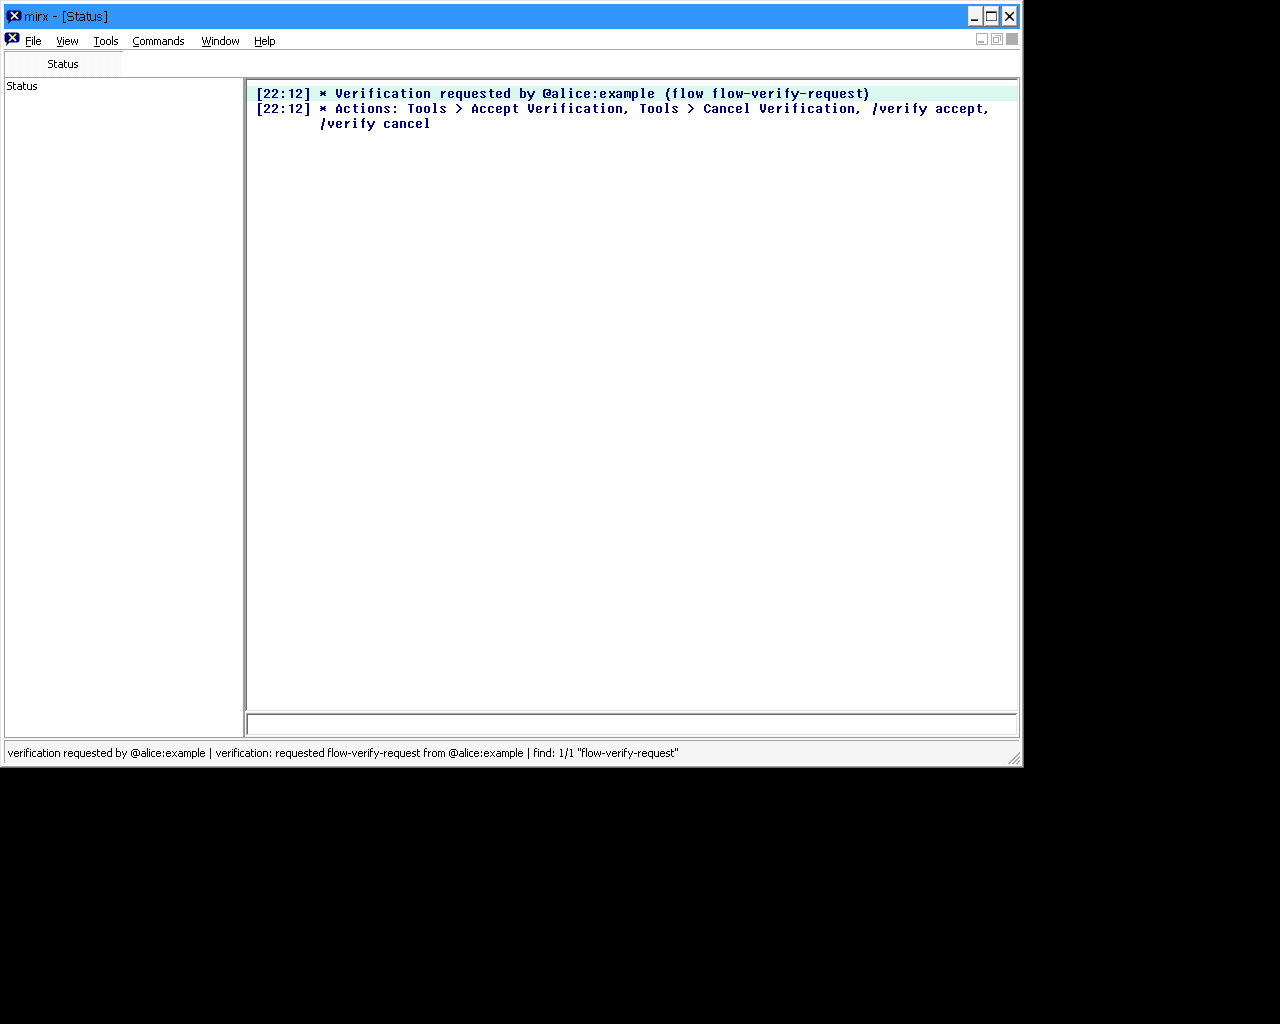 mirx - [Status]
File View Tools Commands Window Help
Status
Status
[22:12] * Verification requested by @alice:example (flow flow-verify-request)
[22:12] * Actions: Tools > Accept Verification, Tools > Cancel Verification, /verify accept,
/verify cancel
verification requested by @alice:example | verification: requested flow-verify-request from @alice:example | find: 1/1 "flow-verify-request"